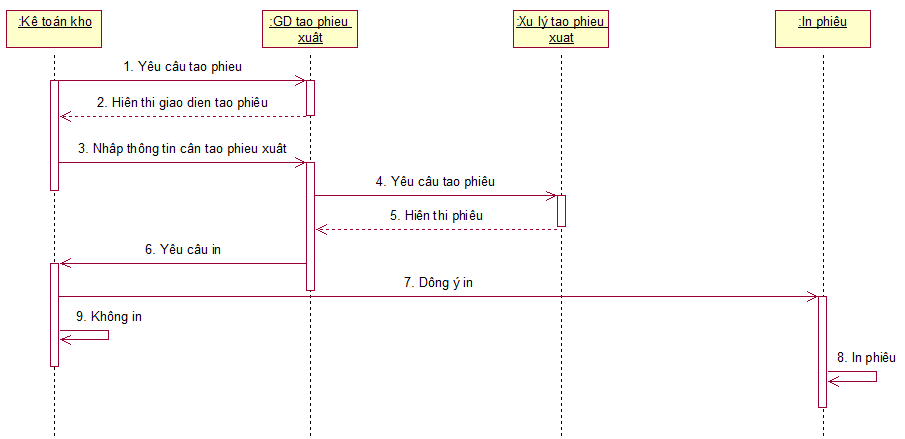 :Kê toán kho
:GD tao phieu
xuât
:Xu lý tao phieu
xuat
:In phiêu
1. Yêu câu tao phieu
2. Hiên thi giao dien tao phiêu
3. Nhâp thông tin cân tao phieu xuât
4. Yêu câu tao phiêu
5. Hiên thi phiêu
6. Yêu câu in
7. Dông ý in
9. Không in
8. In phiêu